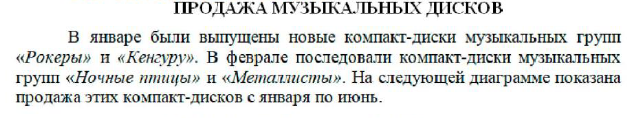 ПРОДАЖА МУЗЫКАЛЬНЫХ ДИСКОВ
В январе были выпущены новые компакт-диски музыкальных групп
«Рокеры» и «Кенгуру». В феврале последовали компакт-диски музыкальных
групп «Ночные птицы» и «Металлисты». На следующей диаграмме показана
продажа этих компакт-дисков с января по июнь.